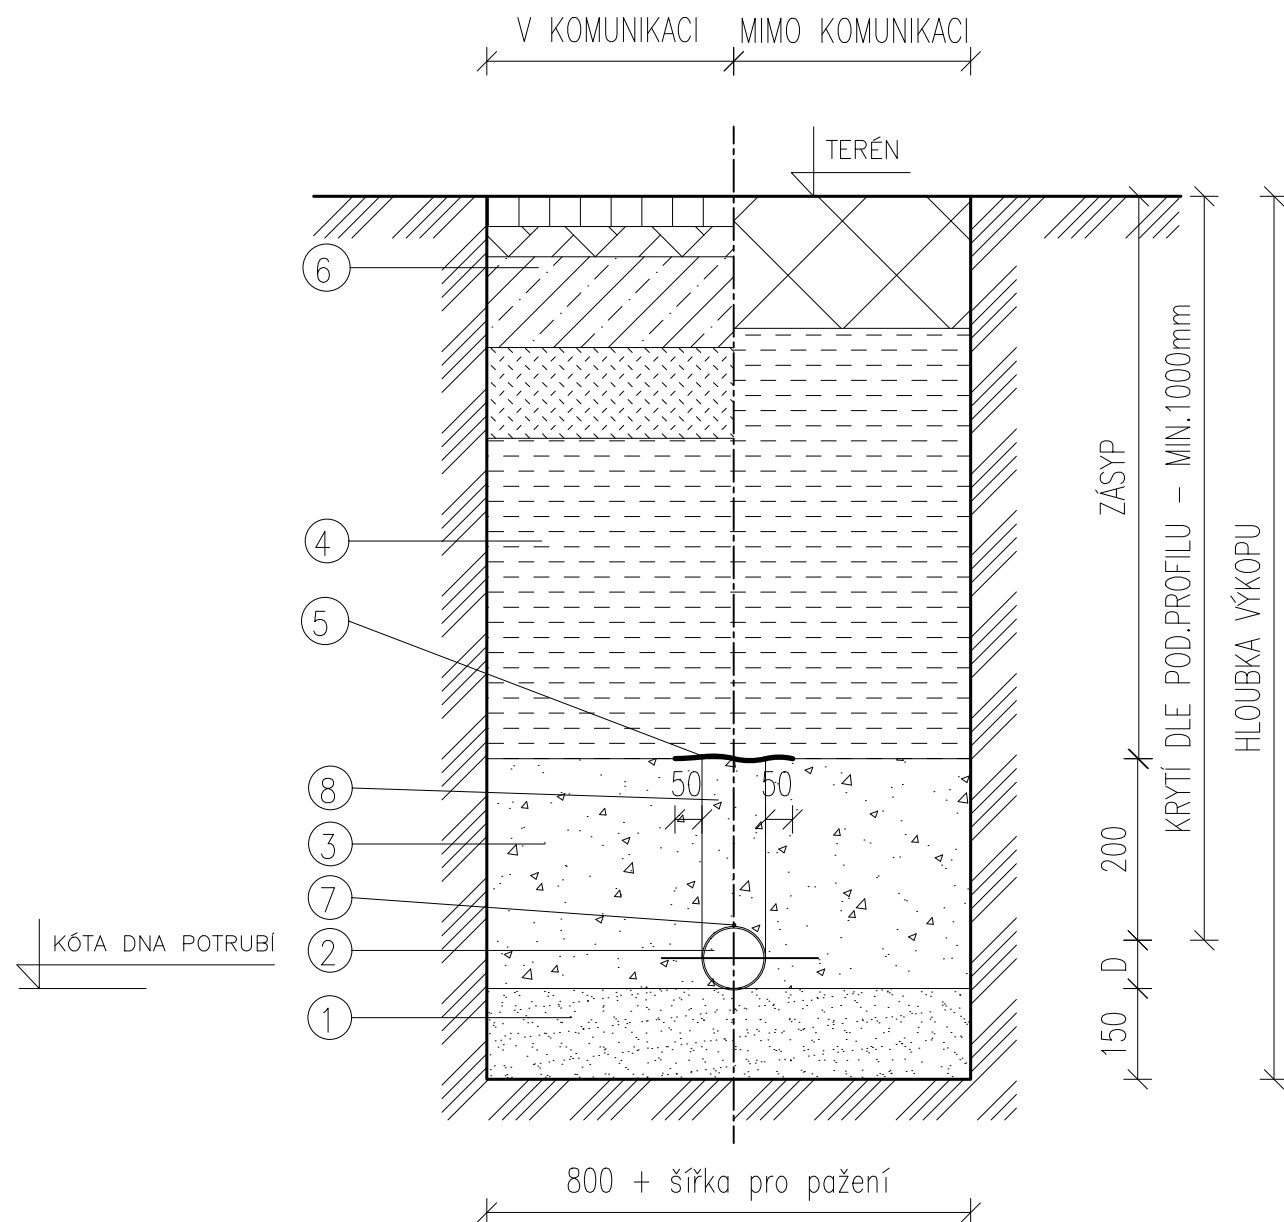 V KOMUNIKACI
MIMO KOMUNIKACI
TERÉN
6
4
5
50
50
8
3
7
2
1
KÓTA DNA POTRUBÍ
ZÁSYP
200
D
150
KRYTÍ DLE POD.PROFILU - MIN.1000mm
HLOUBKA VÝKOPU
800 + šířka pro pažení